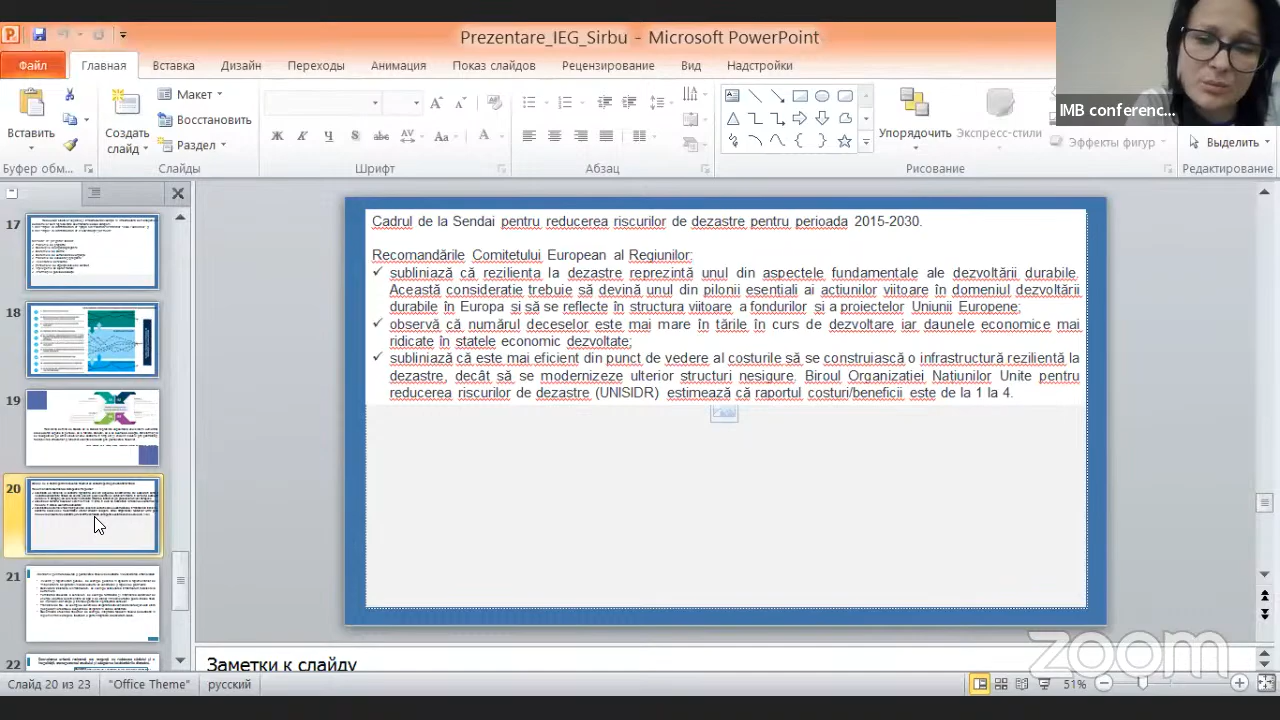 Prezentare_IEG_Sirbu - Microsoft PowerPoint
Файл Главная Вставка Дизайн Переходы Анимация Показ слайдов Рецензирование Вид Надстройки
IMB conferenc...
Вставить
Создать слайд
Макет
Восстановить
Раздел
Ж К Ч S abc AV Aa A
Упорядочить
Экспресс-стили
Эффекты фигур
Выделить
Буфер обм...
Слайды
Шрифт
Абзац
Рисование
Редактирование
17
18
19
20
21
22
Cadrul de la Sendai pentru reducerea riscurilor de dezastre pentru perioada 2015-2030.
Recomandările Comitetului European al Regiunilor:
✓ subliniază că reziliența la dezastre reprezintă unul din aspectele fundamentale ale dezvoltării durabile.
Această considerație trebuie să devină unul din pilonii esențiali ai acțiunilor viitoare în domeniul dezvoltării
durabile în Europa și să se reflecte în structura viitoare a fondurilor și a proiectelor Uniunii Europene;
✓ observă că numărul deceselor este mai mare în țările în curs de dezvoltare iar daunele economice mai
ridicate în statele economic dezvoltate;
✓ subliniază că este mai eficient din punct de vedere al costurilor să se construiască o infrastructură rezilientă la
dezastre, decât să se modernizeze ulterior structuri nesigure. Biroul Organizației Națiunilor Unite pentru
reducerea riscurilor de dezastre (UNISIDR) estimează că raportul costuri/beneficii este de la 1 la 4.
Заметки к слайду
zoom
Слайд 20 из 23
"Office Theme"
русский
51%